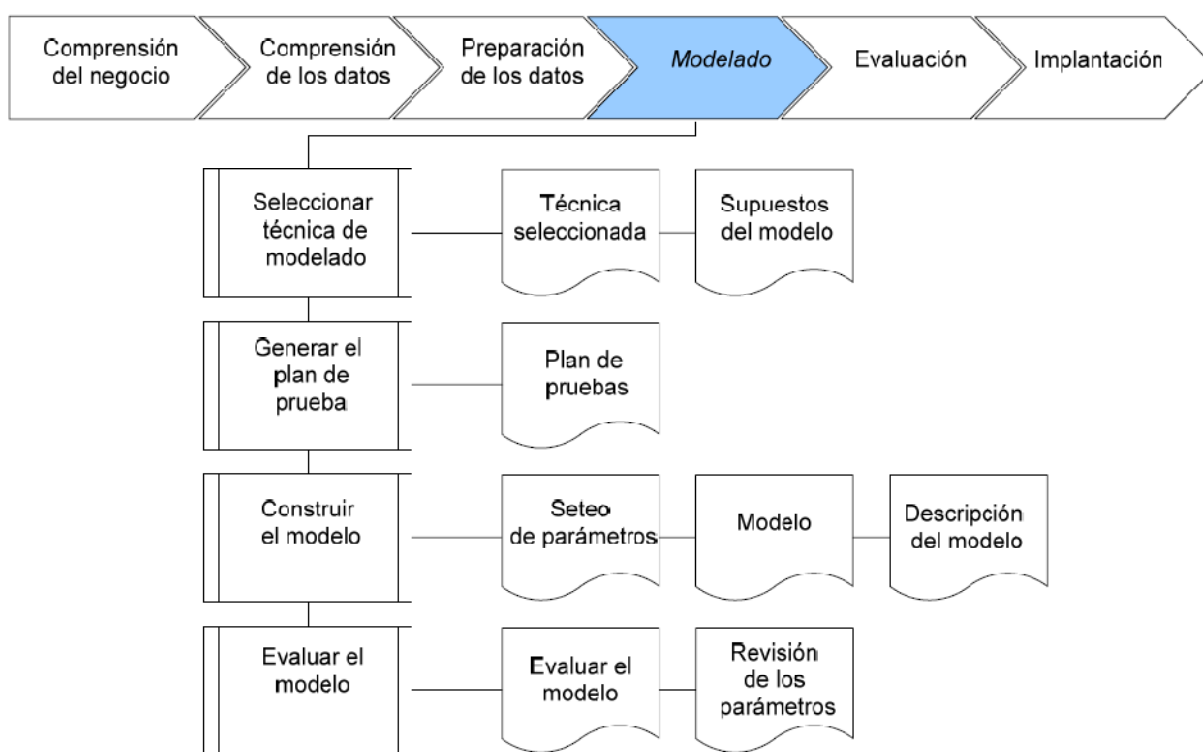 Comprensión
del negocio
Comprensión
de los datos
Preparación
de los datos
Modelado
Evaluación
Implantación
Seleccionar
técnica de
modelado
Técnica
seleccionada
Supuestos
del modelo
Generar el
plan de
prueba
Plan de
pruebas
Construir
el modelo
Seteo
de parámetros
Modelo
Descripción
del modelo
Evaluar el
modelo
Evaluar el
modelo
Revisión
de los
parámetros